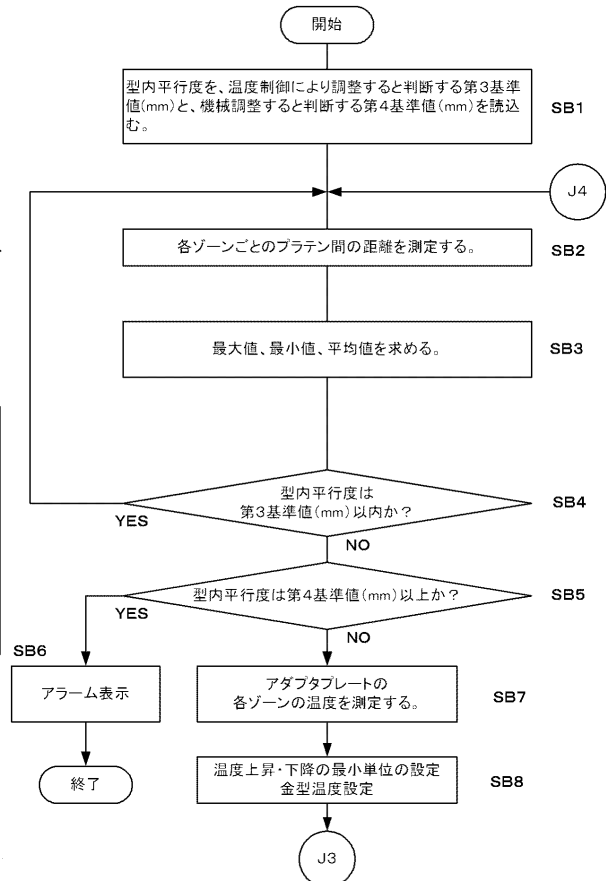 開始
型内平行度を、温度制御により調整すると判断する第3基準
値(mm)と、機械調整すると判断する第4基準値(mm)を読込
む。
SB1
J4
各ゾーンごとのプラテン間の距離を測定する。
SB2
最大値、最小値、平均値を求める。
SB3
型内平行度は
第3基準値(mm)以内か?
SB4
YES
NO
型内平行度は第4基準値(mm)以上か?
SB5
YES
NO
SB6
アラーム表示
アダプタプレートの
各ゾーンの温度を測定する。
SB7
終了
温度上昇・下降の最小単位の設定
金型温度設定
SB8
J3